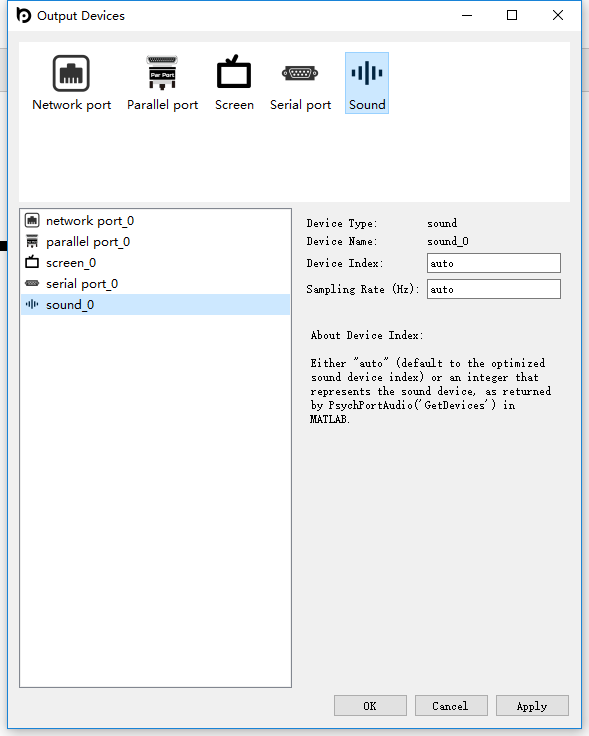 Output Devices
Par Port
Network port
Parallel port
Screen
Serial port
Sound
network port_0
parallel port_0
screen_0
serial port_0
sound_0
Device Type: sound
Device Name: sound_0
Device Index: auto
Sampling Rate (Hz): auto
About Device Index:
Either "auto" (default to the optimized
sound device index) or an integer that
represents the sound device, as returned
by PsychPortAudio('GetDevices') in
MATLAB.
OK
Cancel
Apply